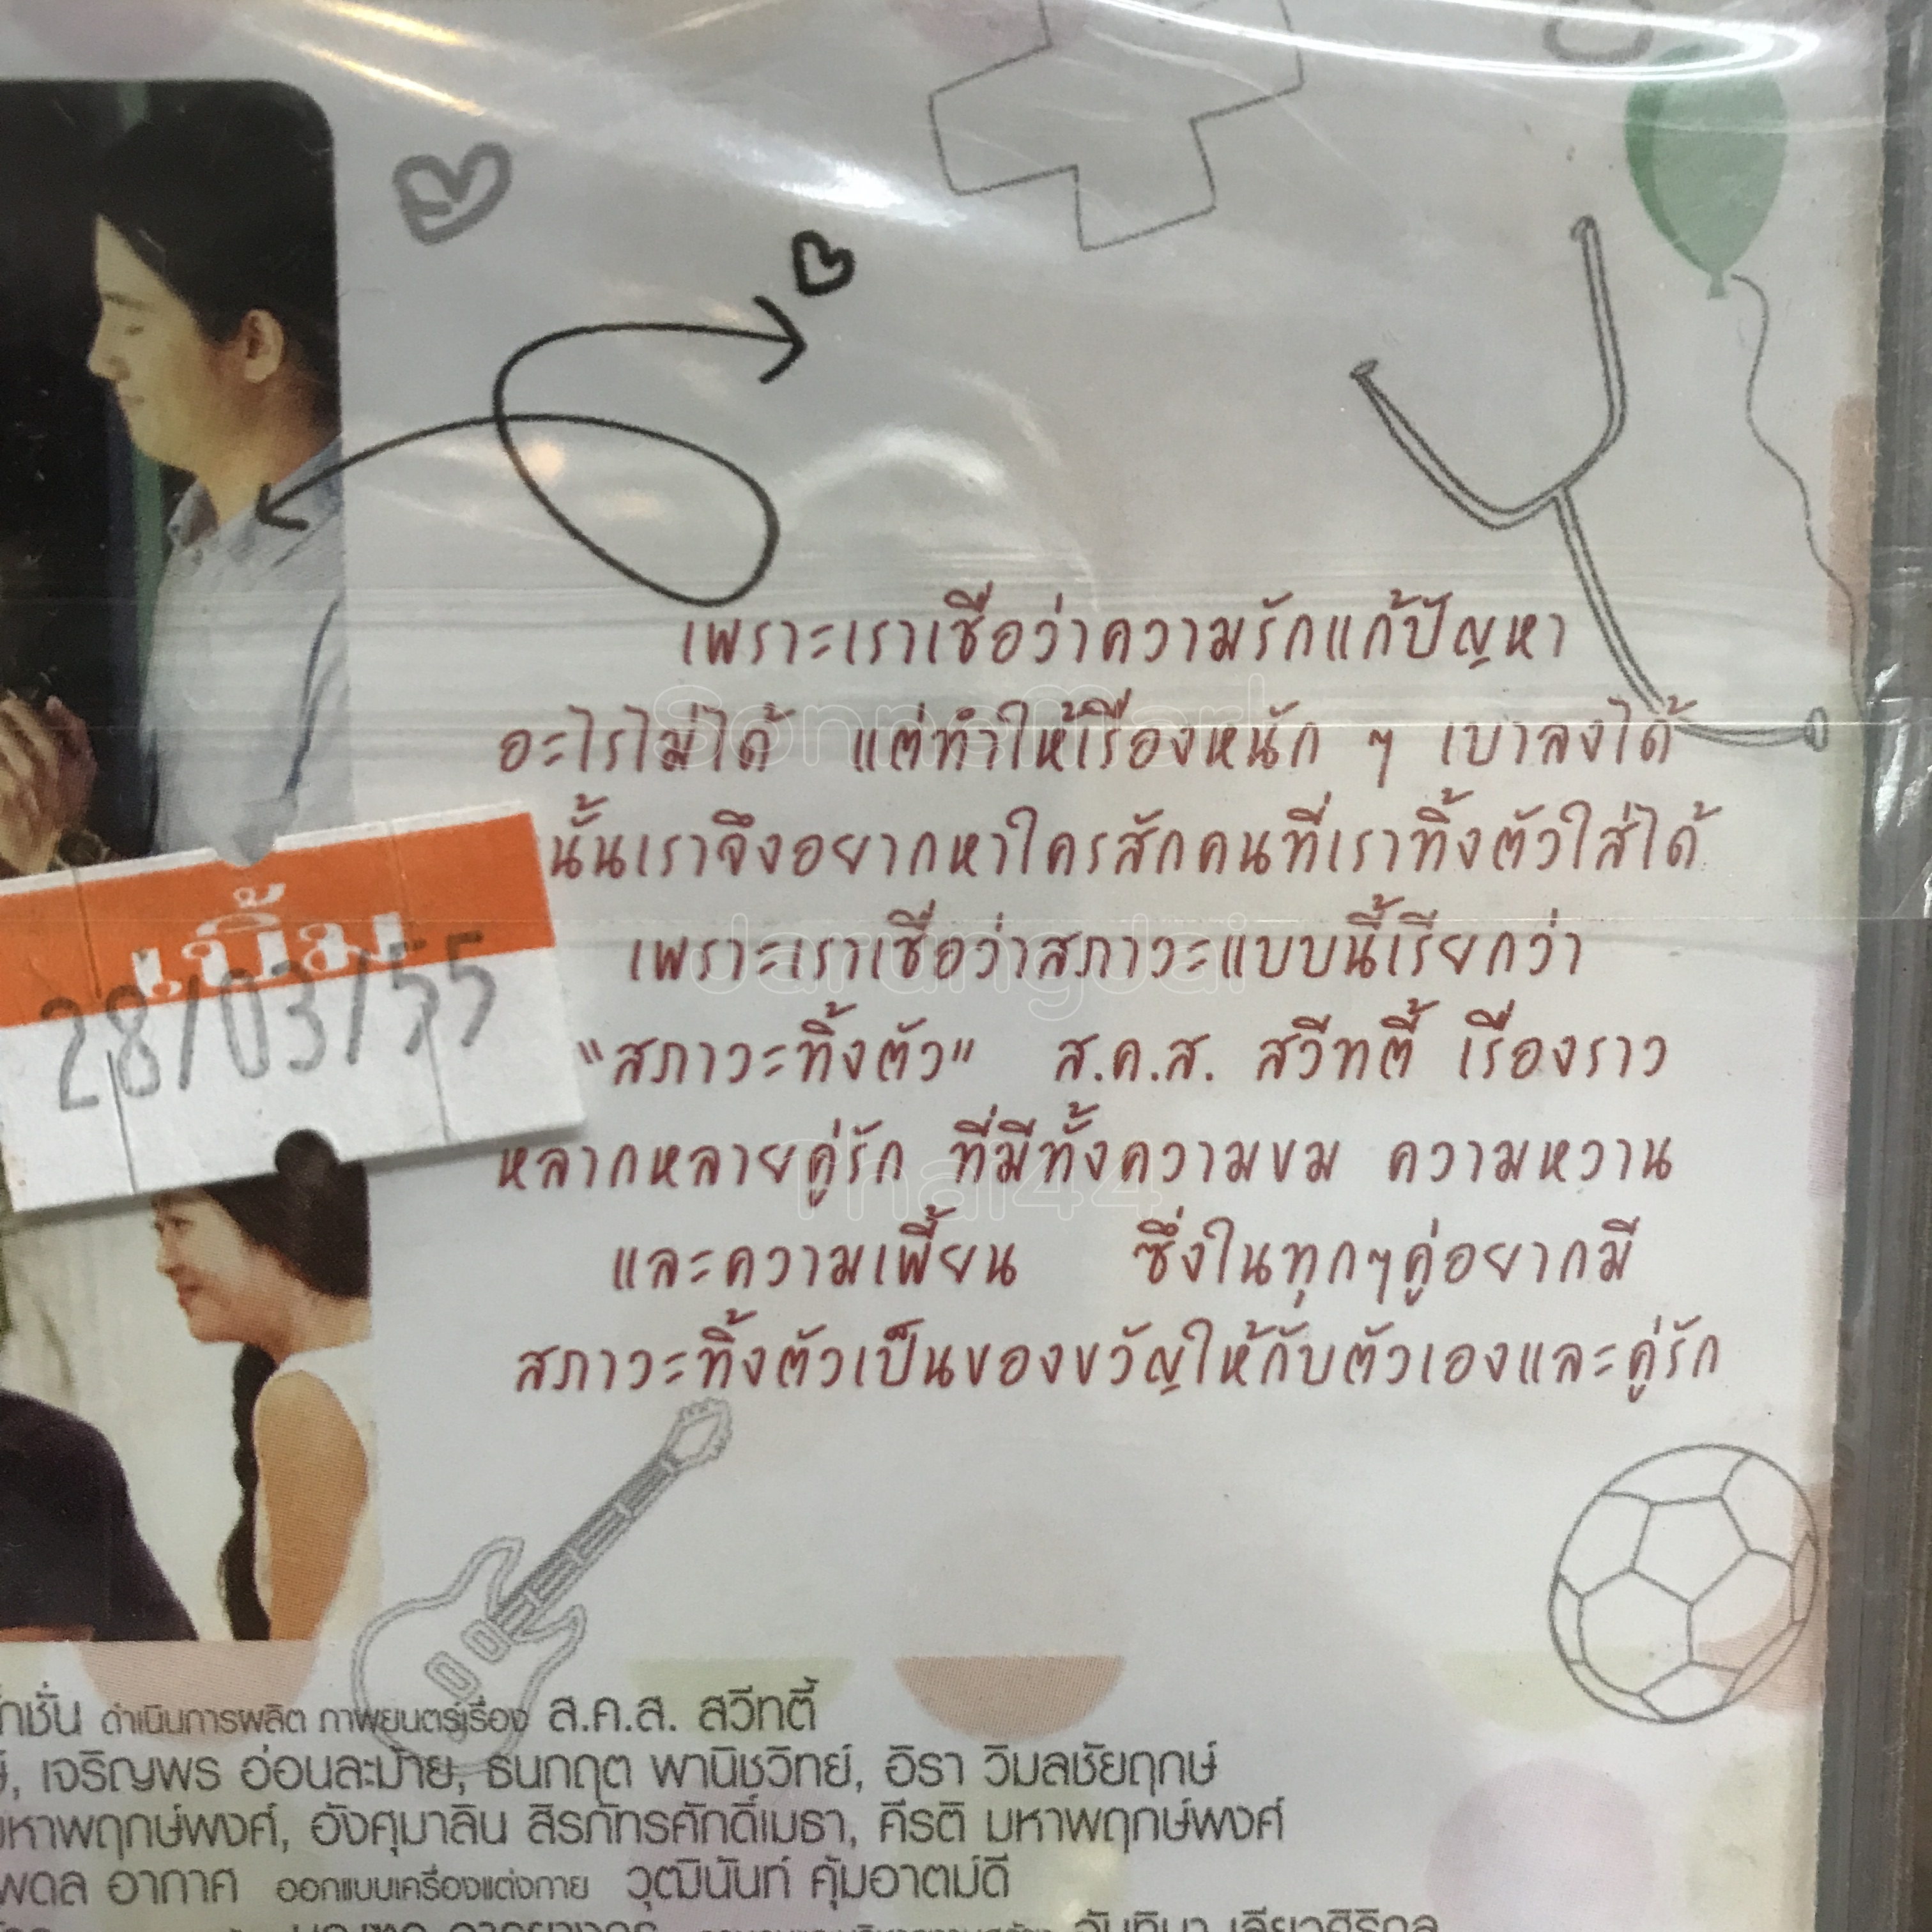 เพราะเราเชื่อว่าความรักแก้ปัญหา
อะไรไม่ได้ แต่ทำให้เรื่องหนัก ๆ เบาลงได้
นั้นเราจึงอยากหาใครสักคนที่เราทิ้งตัวใส่ได้
เพราะเราเชื่อว่าสภาวะแบบนี้เรียกว่า
"สภาวะทิ้งตัว" ส.ค.ส. สวีทตี้ เรื่องราว
หลากหลายคู่รัก ที่มีทั้งความขม ความหวาน
และความเพี้ยน ซึ่งในทุกๆคู่อยากมี
สภาวะทิ้งตัวเป็นของขวัญให้กับตัวเองและคู่รัก
28/03/55
SonneMark
JarungJai
Thai44
ดำเนินการผลิต ภาพยนตร์เรื่อง ส.ค.ส. สวีทตี้
เจริญพร อ่อนละม้าย, ธนกฤต พานิชวิทย์, อิรา วิมลชัยฤกษ์
มหาพฤกษ์พงศ์, อังศุมาลิน สิรภัทรศักดิ์เมธา, คีรติ มหาพฤกษ์พงศ์
อากาศ ออกแบบเครื่องแต่งกาย วุฒินันท์ คุ้มอาตม์ดี